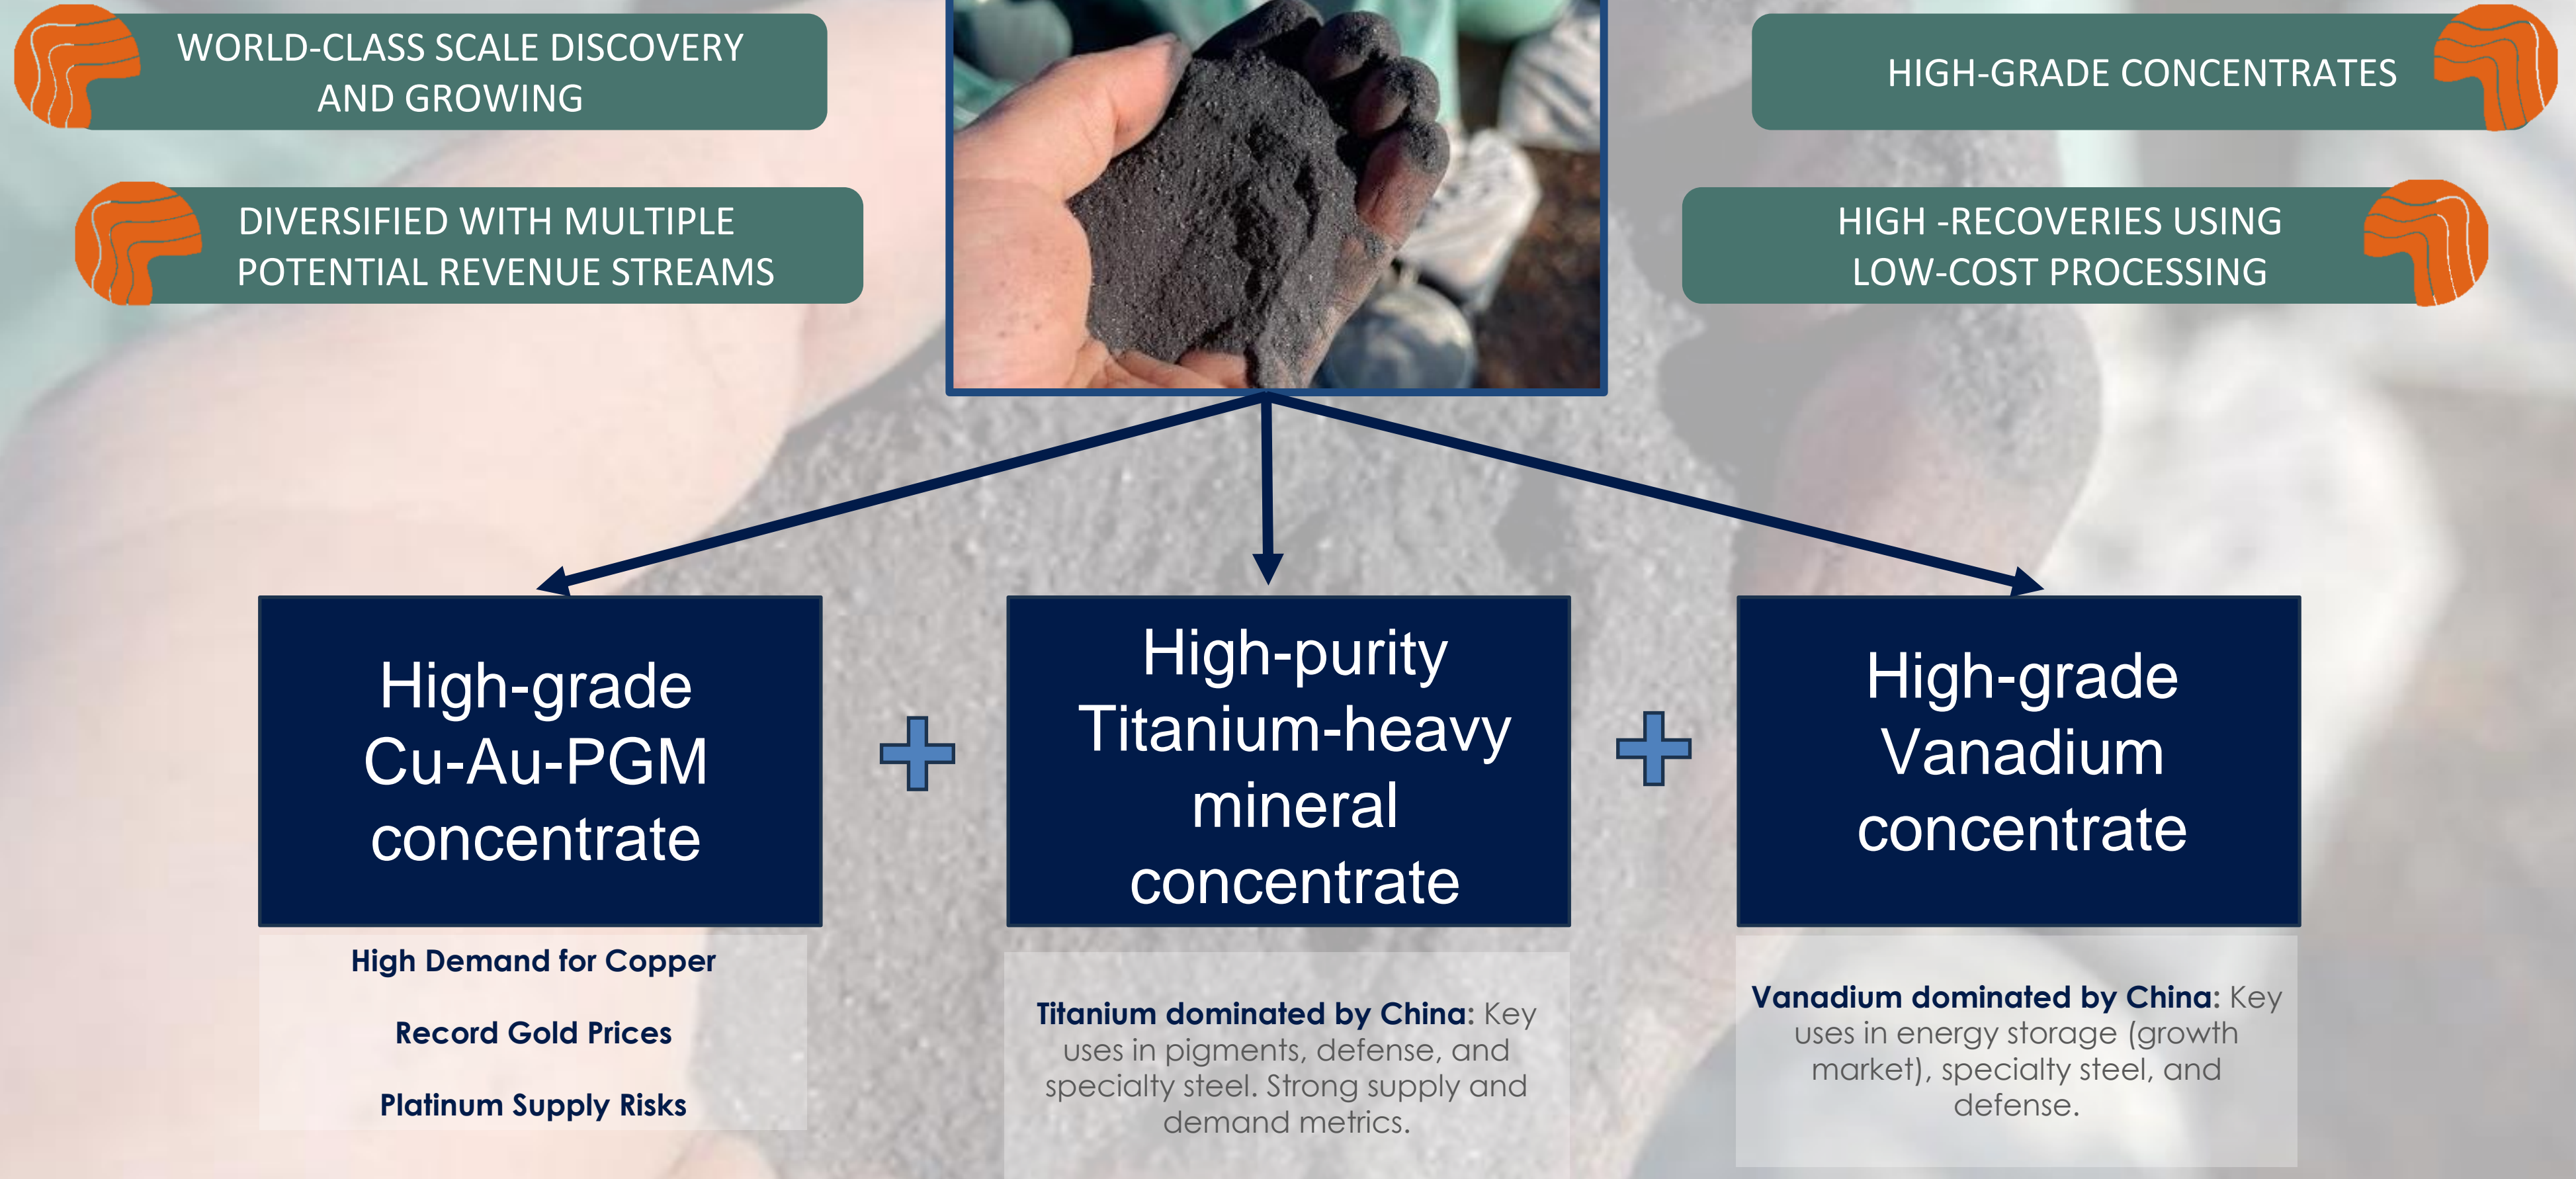 WORLD-CLASS SCALE DISCOVERY
AND GROWING
DIVERSIFIED WITH MULTIPLE
POTENTIAL REVENUE STREAMS
HIGH-GRADE CONCENTRATES
HIGH -RECOVERIES USING
LOW-COST PROCESSING
High-grade
Cu-Au-PGM
concentrate
High-purity
Titanium-heavy
mineral
concentrate
High-grade
Vanadium
concentrate
High Demand for Copper
Record Gold Prices
Platinum Supply Risks
Titanium dominated by China: Key
uses in pigments, defense, and
specialty steel. Strong supply and
demand metrics.
Vanadium dominated by China: Key
uses in energy storage (growth
market), specialty steel, and
defense.